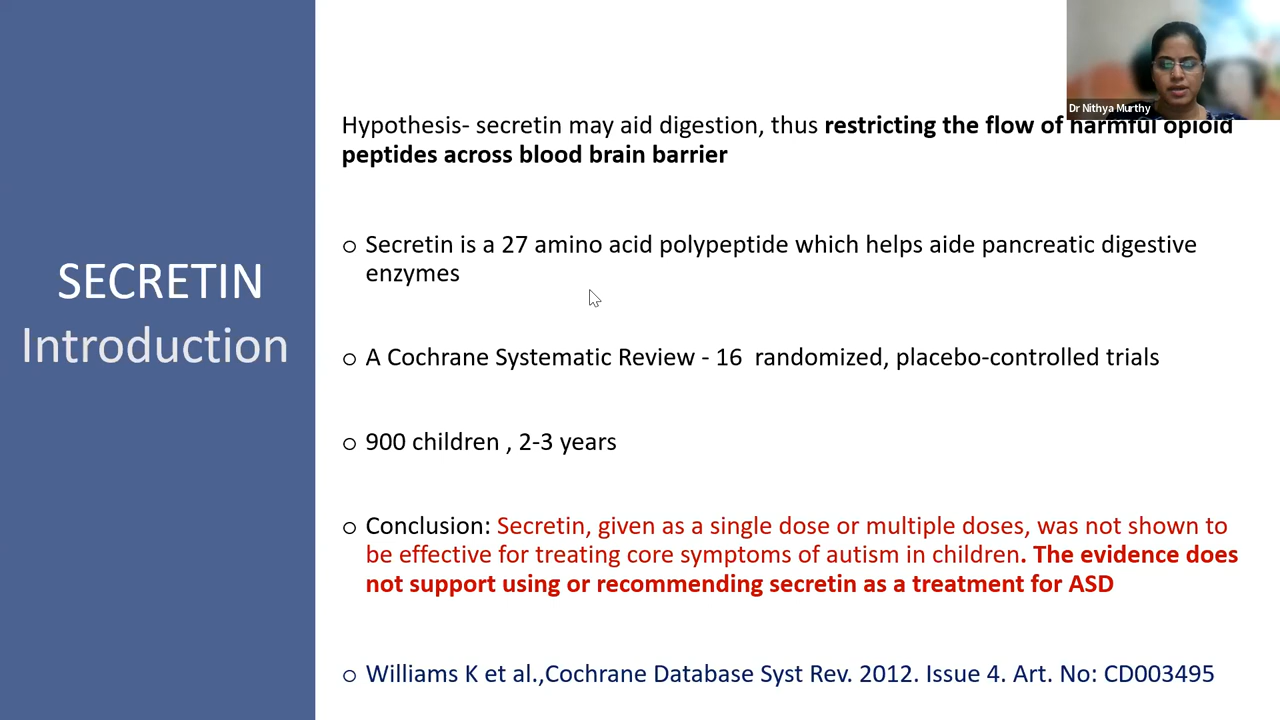 SECRETIN
Introduction
Dr Nithya Murthy
Hypothesis- secretin may aid digestion, thus restricting the flow of harmful opioid
peptides across blood brain barrier
o Secretin is a 27 amino acid polypeptide which helps aide pancreatic digestive
enzymes
o A Cochrane Systematic Review - 16 randomized, placebo-controlled trials
o 900 children , 2-3 years
o Conclusion: Secretin, given as a single dose or multiple doses, was not shown to
be effective for treating core symptoms of autism in children. The evidence does
not support using or recommending secretin as a treatment for ASD
o Williams K et al.,Cochrane Database Syst Rev. 2012. Issue 4. Art. No: CD003495